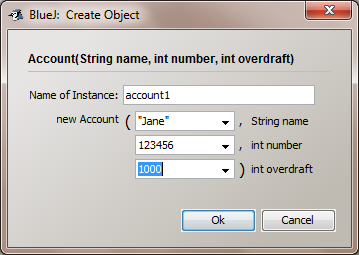 BlueJ: Create Object
Account(String name, int number, int overdraft)
Name of Instance: account1
new Account ( "Jane" , String name
123456 , int number
1000 ) int overdraft
Ok Cancel